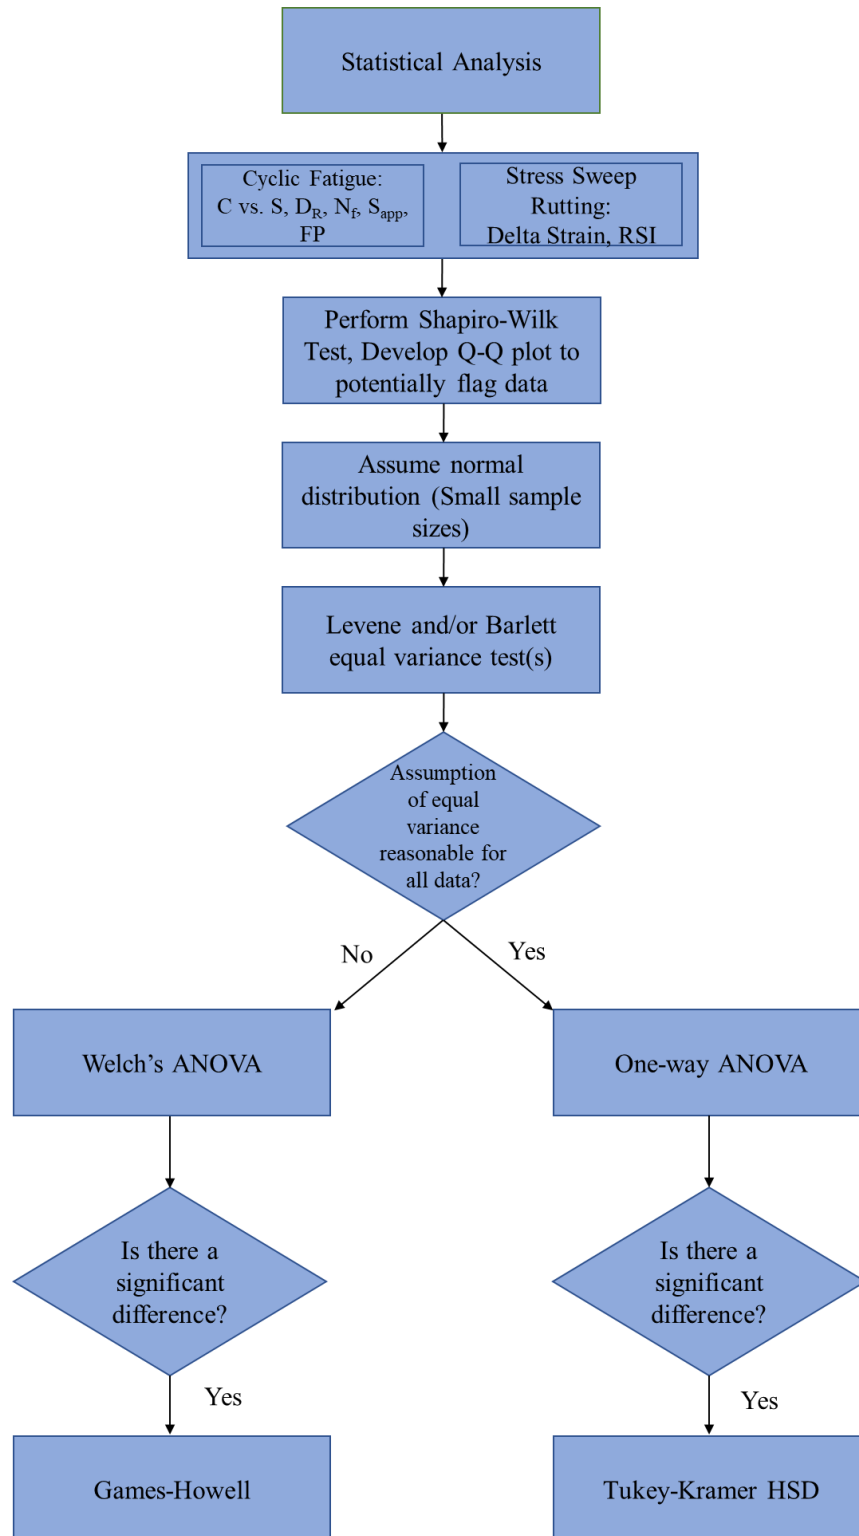 Statistical Analysis
Cyclic Fatigue:
C vs. S, D_R, N_f, S_app,
FP
Stress Sweep
Rutting:
Delta Strain, RSI
Perform Shapiro-Wilk
Test, Develop Q-Q plot to
potentially flag data
Assume normal
distribution (Small sample
sizes)
Levene and/or Barlett
equal variance test(s)
Assumption
of equal
variance
reasonable for
all data?
No
Yes
Welch’s ANOVA
One-way ANOVA
Is there a
significant
difference?
Is there a
significant
difference?
Yes
Yes
Games-Howell
Tukey-Kramer HSD